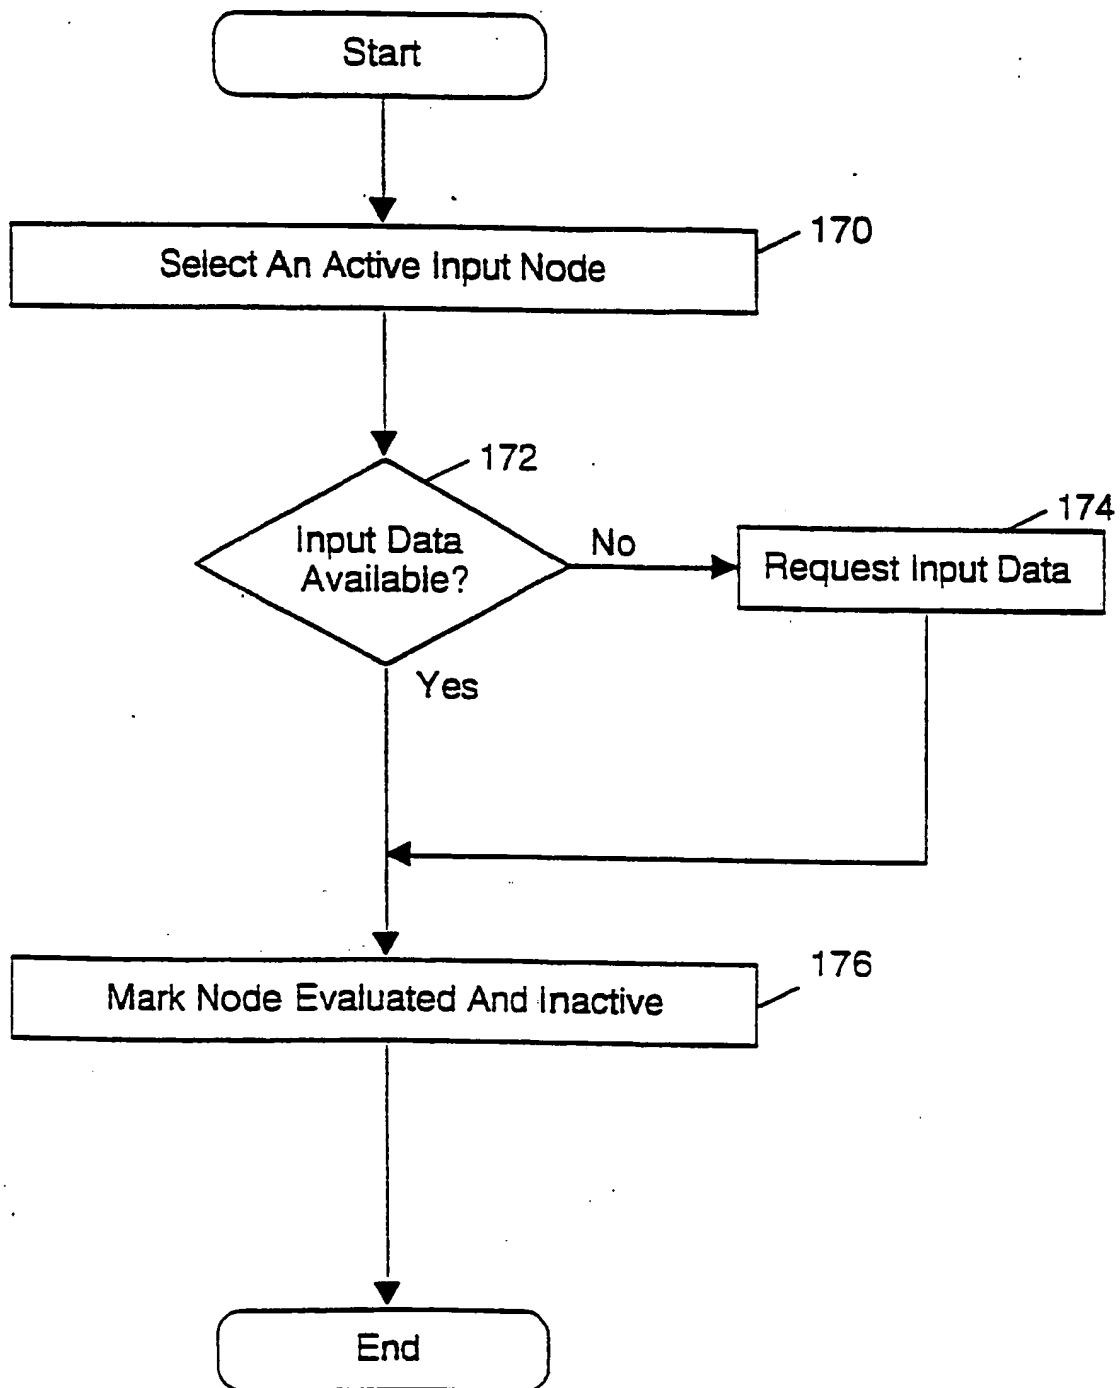 Start
170
Select An Active Input Node
172
Input Data
Available?
No
174
Request Input Data
Yes
176
Mark Node Evaluated And Inactive
End